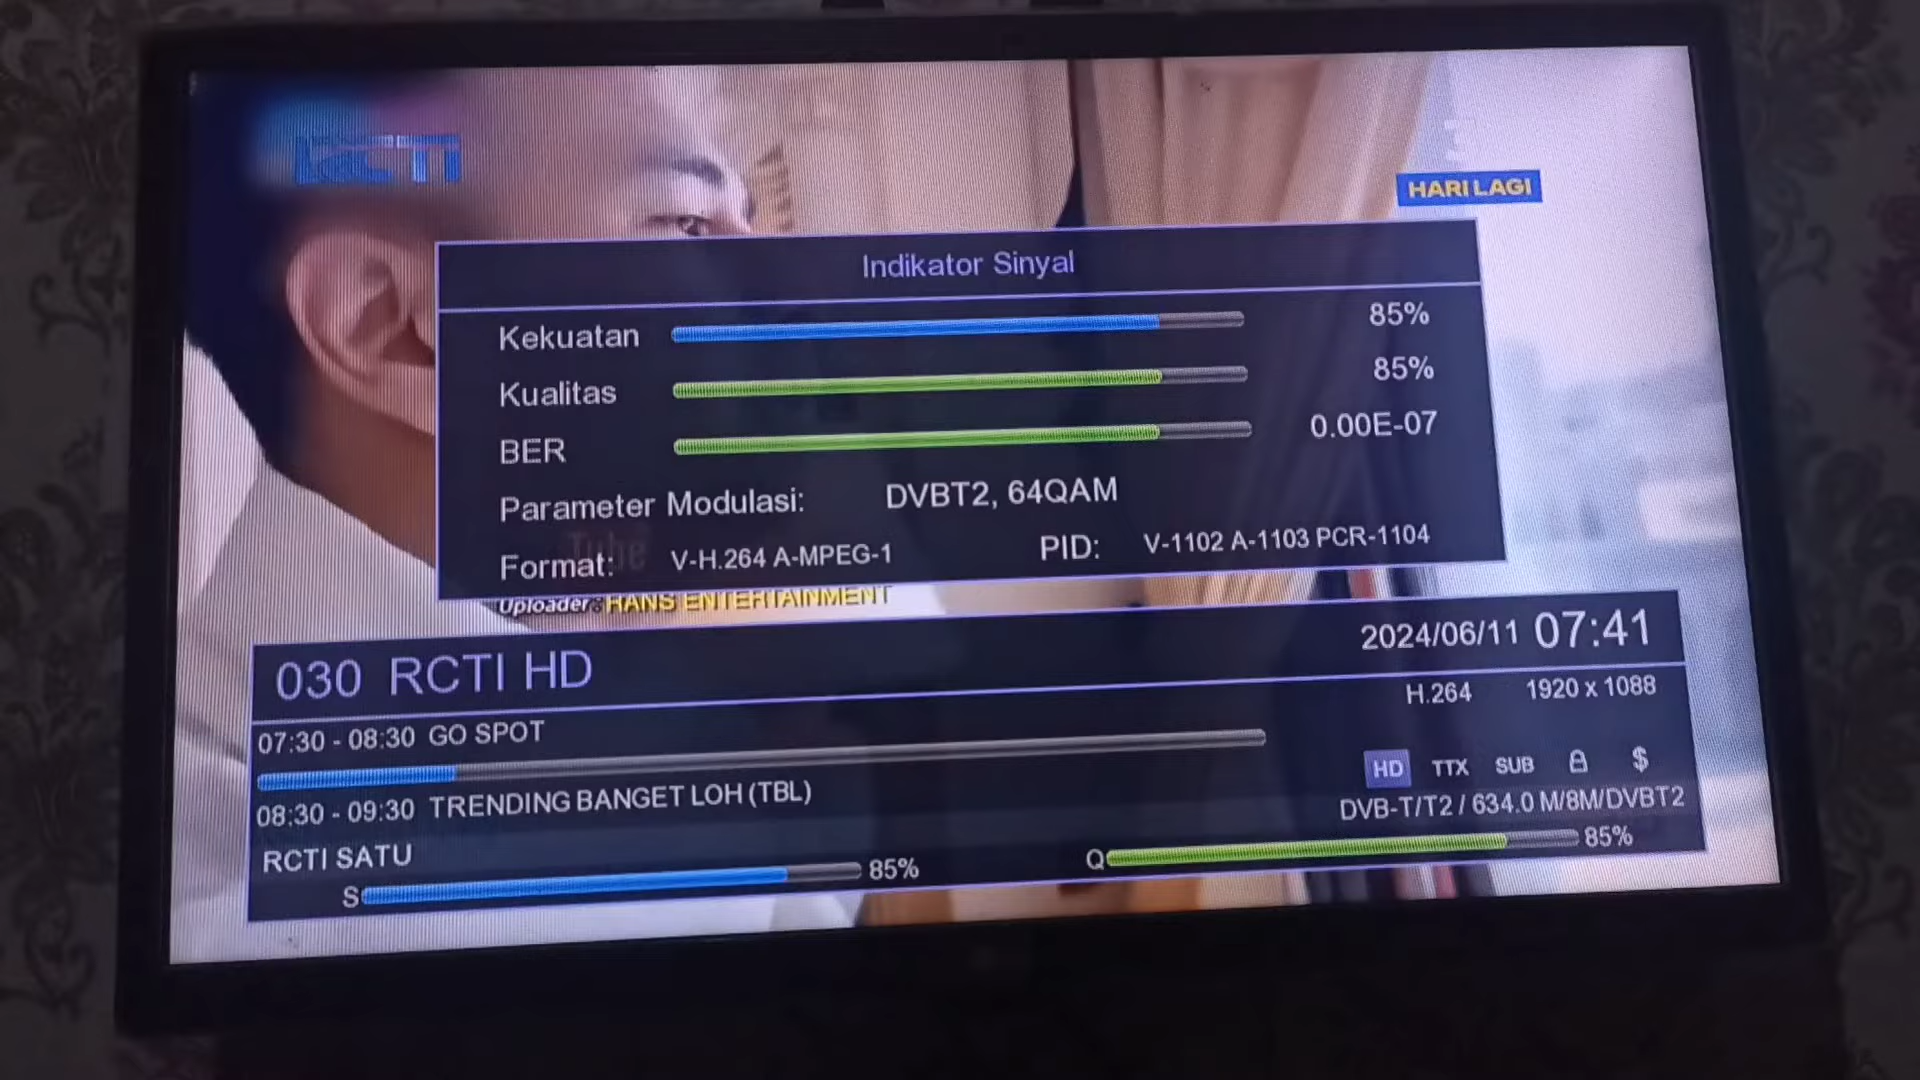 RCTI
3
HARI LAGI
Indikator Sinyal
Kekuatan 85%
Kualitas 85%
BER 0.00E-07
Parameter Modulasi: DVBT2, 64QAM
Format: V-H.264 A-MPEG-1 PID: V-1102 A-1103 PCR-1104
Tube
Uploader : HANS ENTERTAINMENT
030 RCTI HD 2024/06/11 07:41
H.264 1920 x 1088
07:30 - 08:30 GO SPOT
HD TTX SUB $
08:30 - 09:30 TRENDING BANGET LOH (TBL)
DVB-T/T2 / 634.0 M/8M/DVBT2
RCTI SATU
S 85% Q 85%